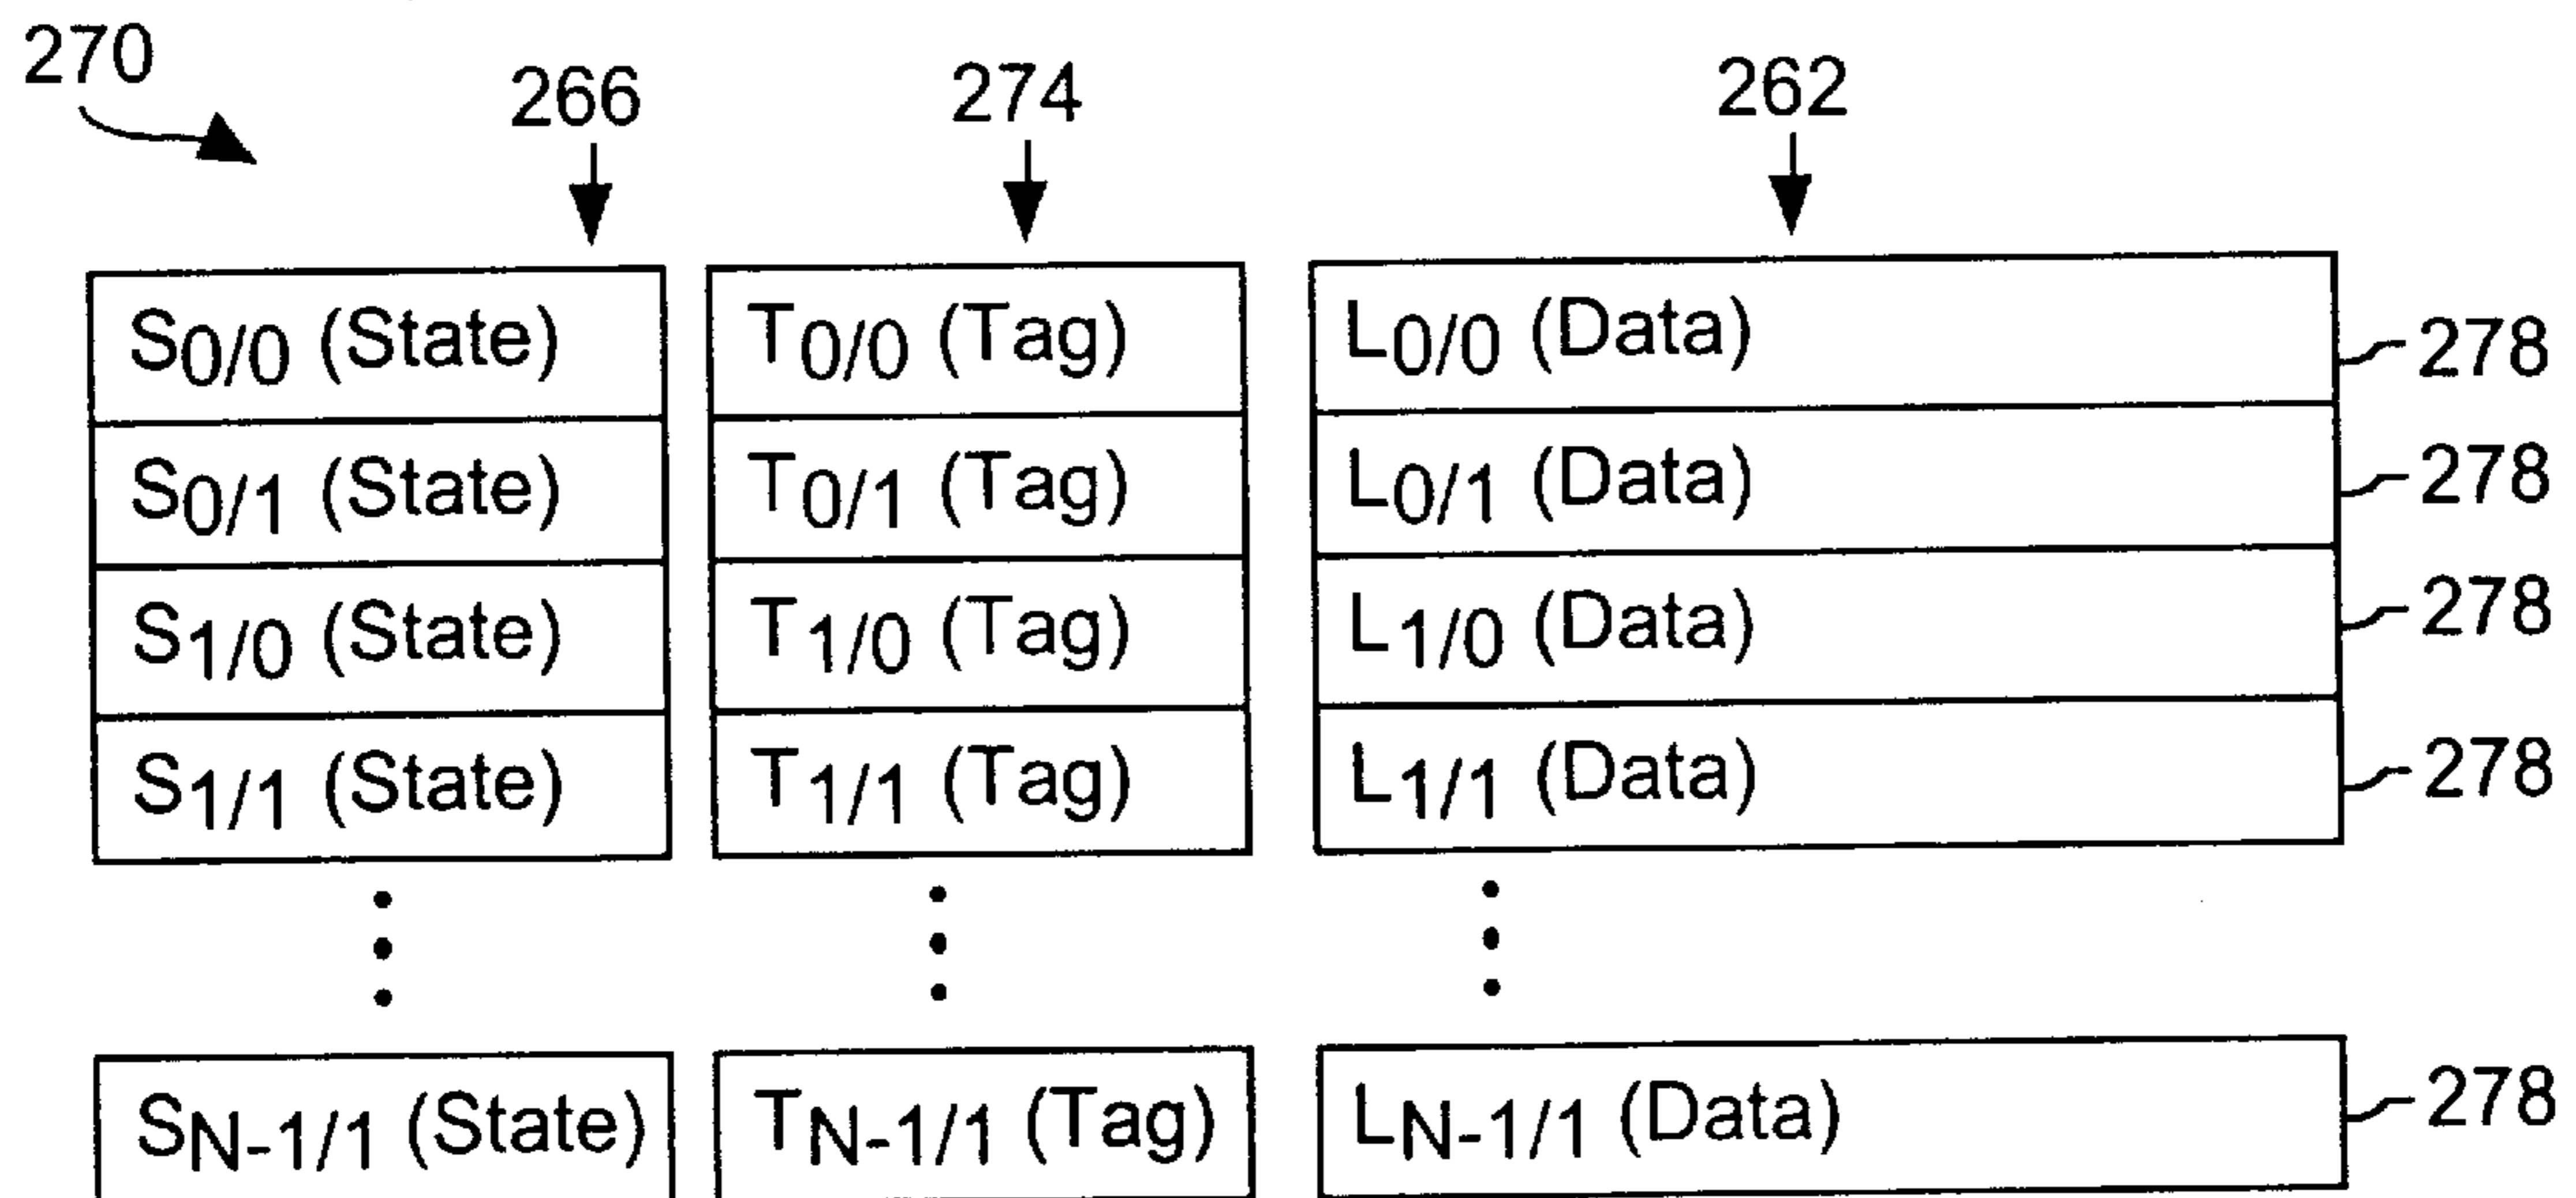 270
266 274 262
S0/0 (State) T0/0 (Tag) L0/0 (Data) 278
S0/1 (State) T0/1 (Tag) L0/1 (Data) 278
S1/0 (State) T1/0 (Tag) L1/0 (Data) 278
S1/1 (State) T1/1 (Tag) L1/1 (Data) 278
SN-1/1 (State) TN-1/1 (Tag) LN-1/1 (Data) 278